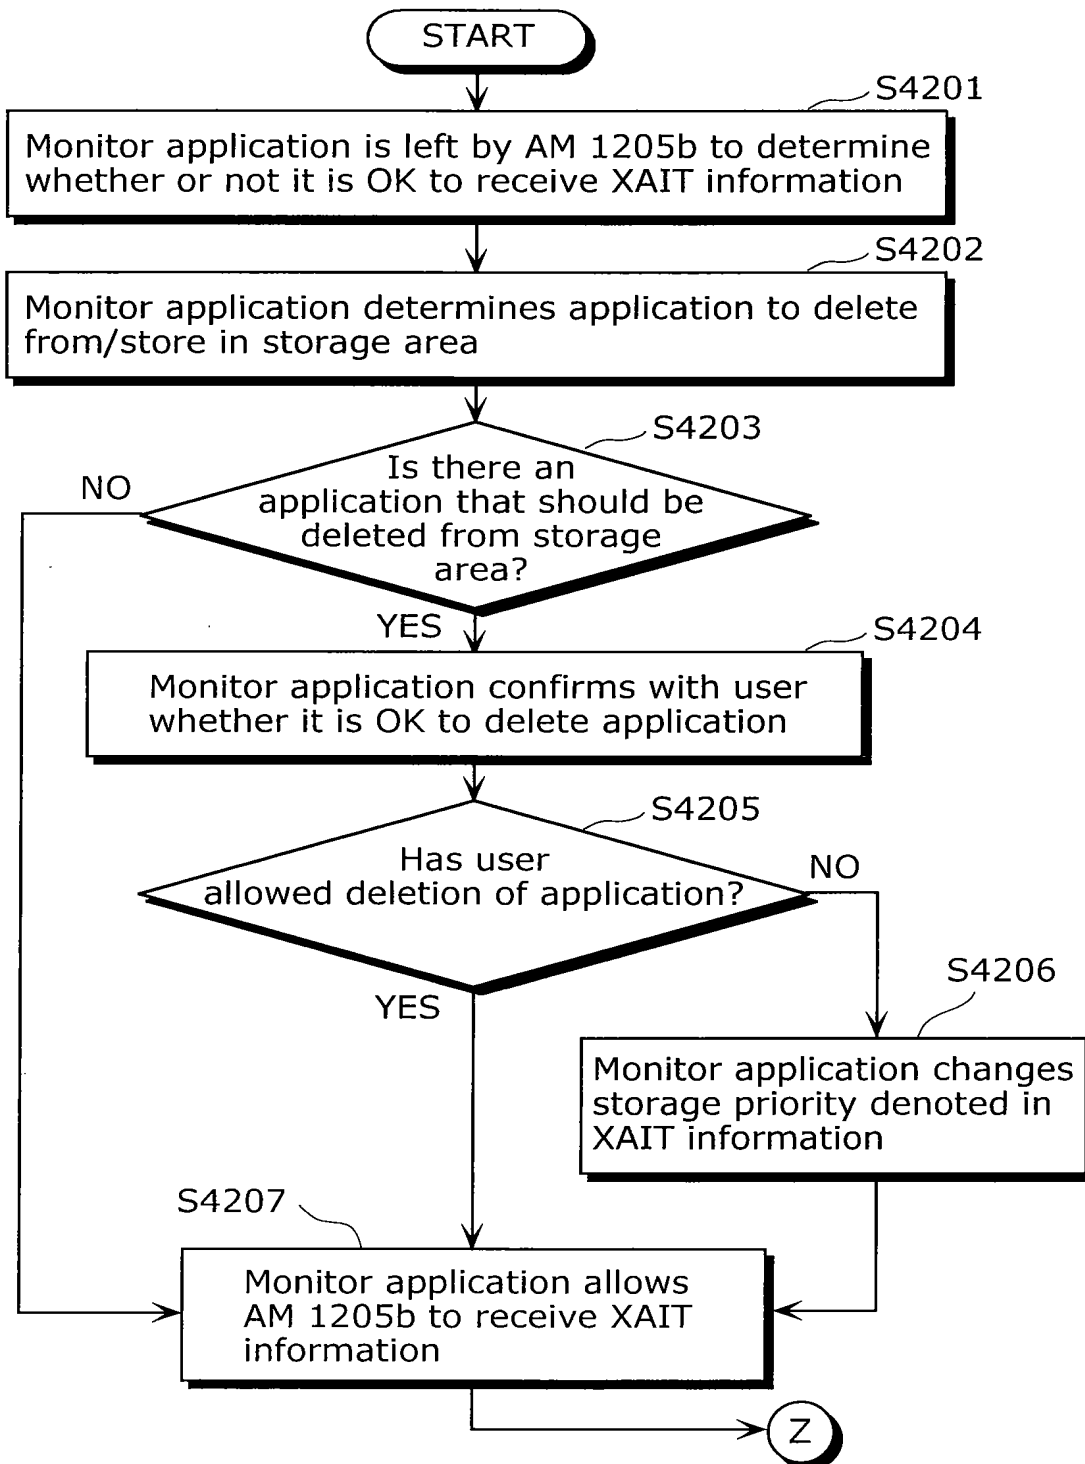 START
S4201
Monitor application is left by AM 1205b to determine
whether or not it is OK to receive XAIT information
S4202
Monitor application determines application to delete
from/store in storage area
S4203
Is there an
application that should be
deleted from storage
area?
NO
YES
S4204
Monitor application confirms with user
whether it is OK to delete application
S4205
Has user
allowed deletion of application?
NO
YES
S4206
Monitor application changes
storage priority denoted in
XAIT information
S4207
Monitor application allows
AM 1205b to receive XAIT
information
Z